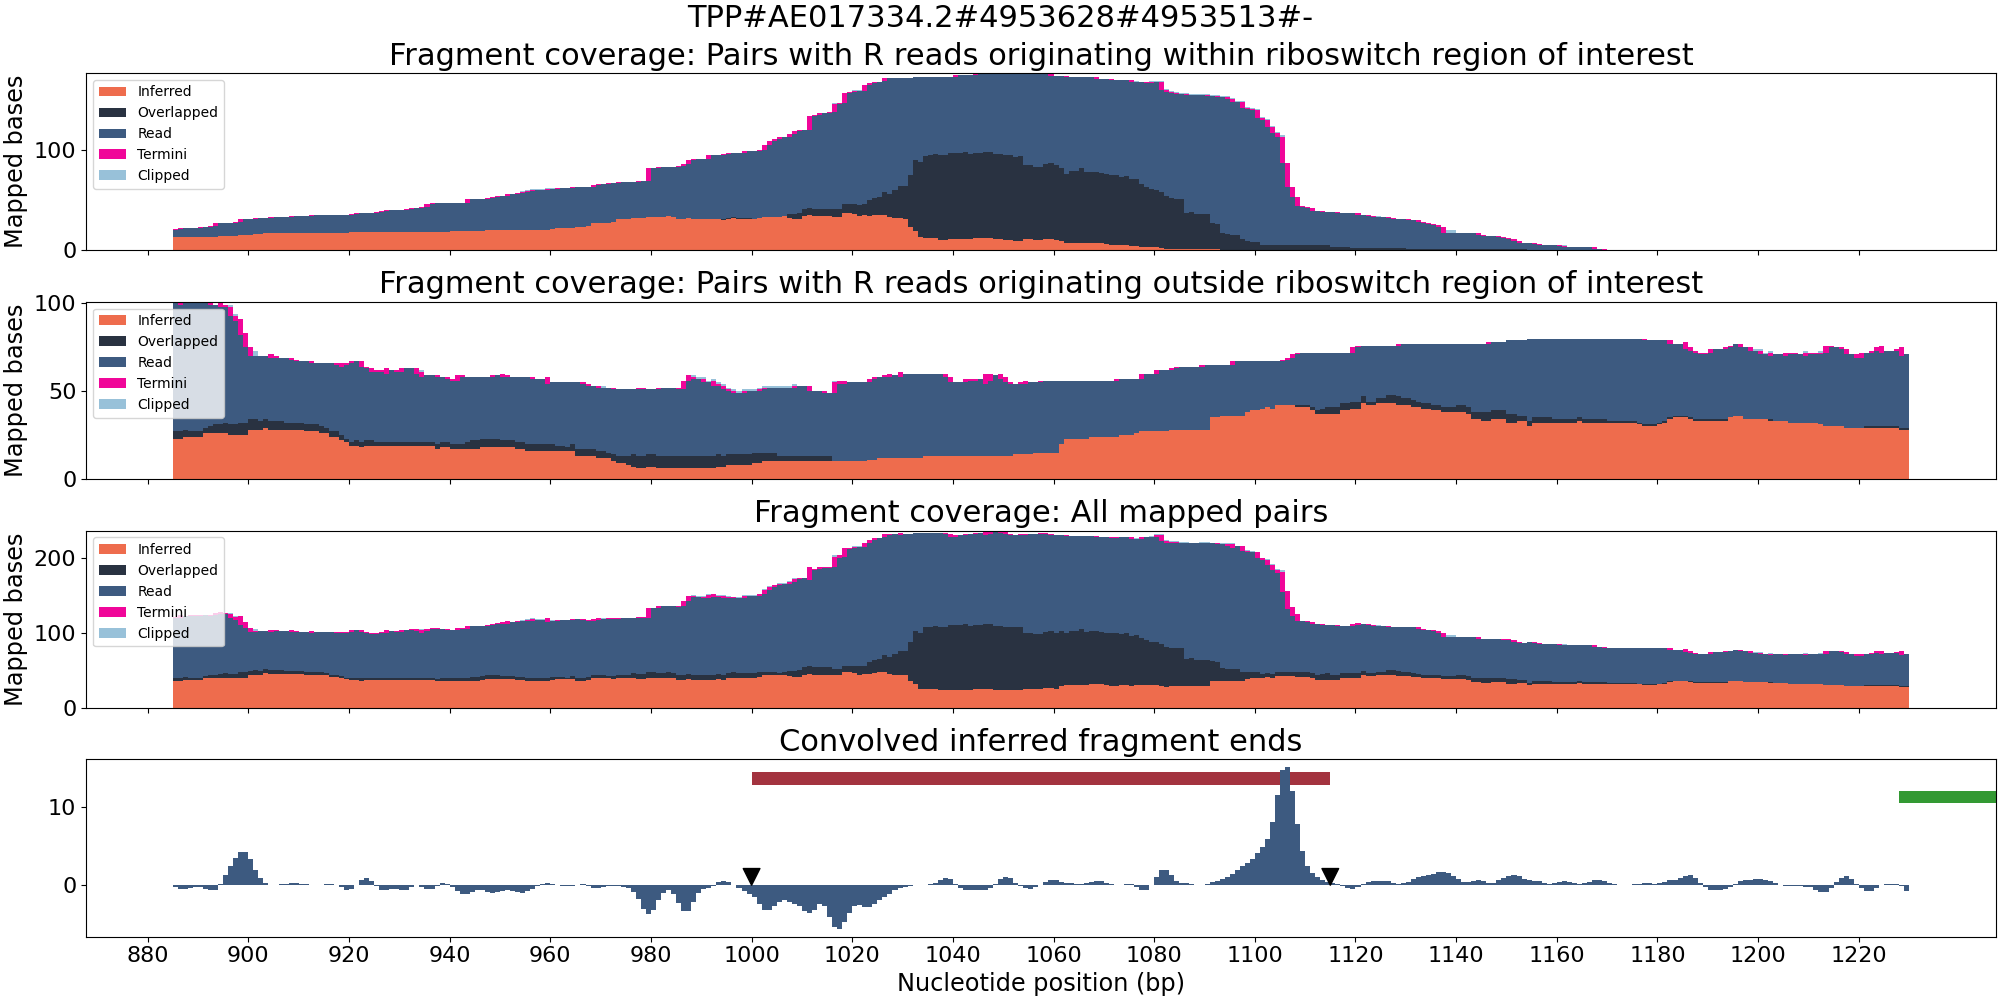 TPP#AE017334.2#4953628#4953513#-
Fragment coverage: Pairs with R reads originating within riboswitch region of interest
Mapped bases
100
0
Inferred
Overlapped
Read
Termini
Clipped
Fragment coverage: Pairs with R reads originating outside riboswitch region of interest
Mapped bases
100
50
0
Inferred
Overlapped
Read
Termini
Clipped
Fragment coverage: All mapped pairs
Mapped bases
200
100
0
Inferred
Overlapped
Read
Termini
Clipped
Convolved inferred fragment ends
10
0
880 900 920 940 960 980 1000 1020 1040 1060 1080 1100 1120 1140 1160 1180 1200 1220
Nucleotide position (bp)